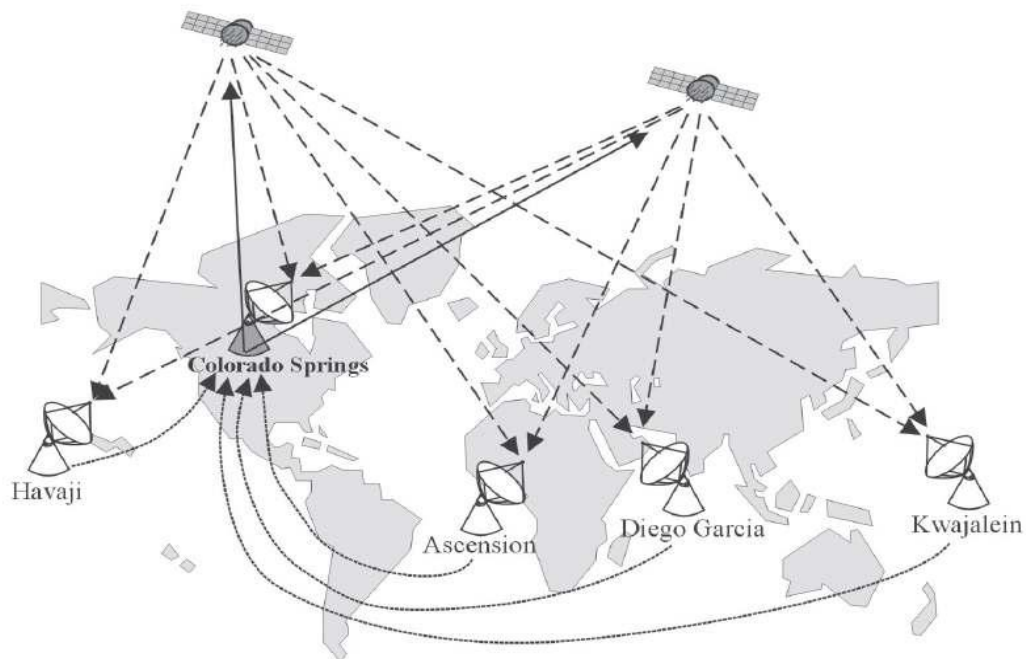 Colorado Springs
Havaji
Ascension
Diego Garcia
Kwajalein